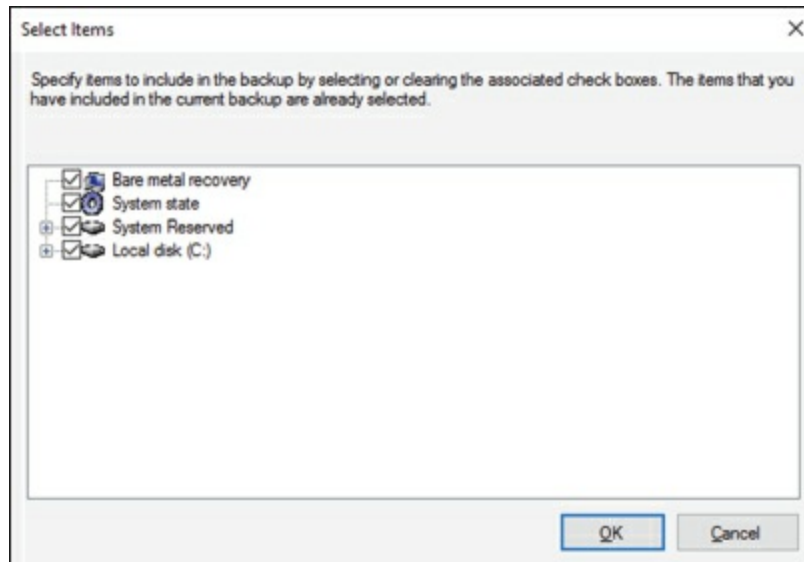 Select Items
Specify items to include in the backup by selecting or clearing the associated check boxes. The items that you
have included in the current backup are already selected.
Bare metal recovery
System state
System Reserved
Local disk (C:)
OK
Cancel